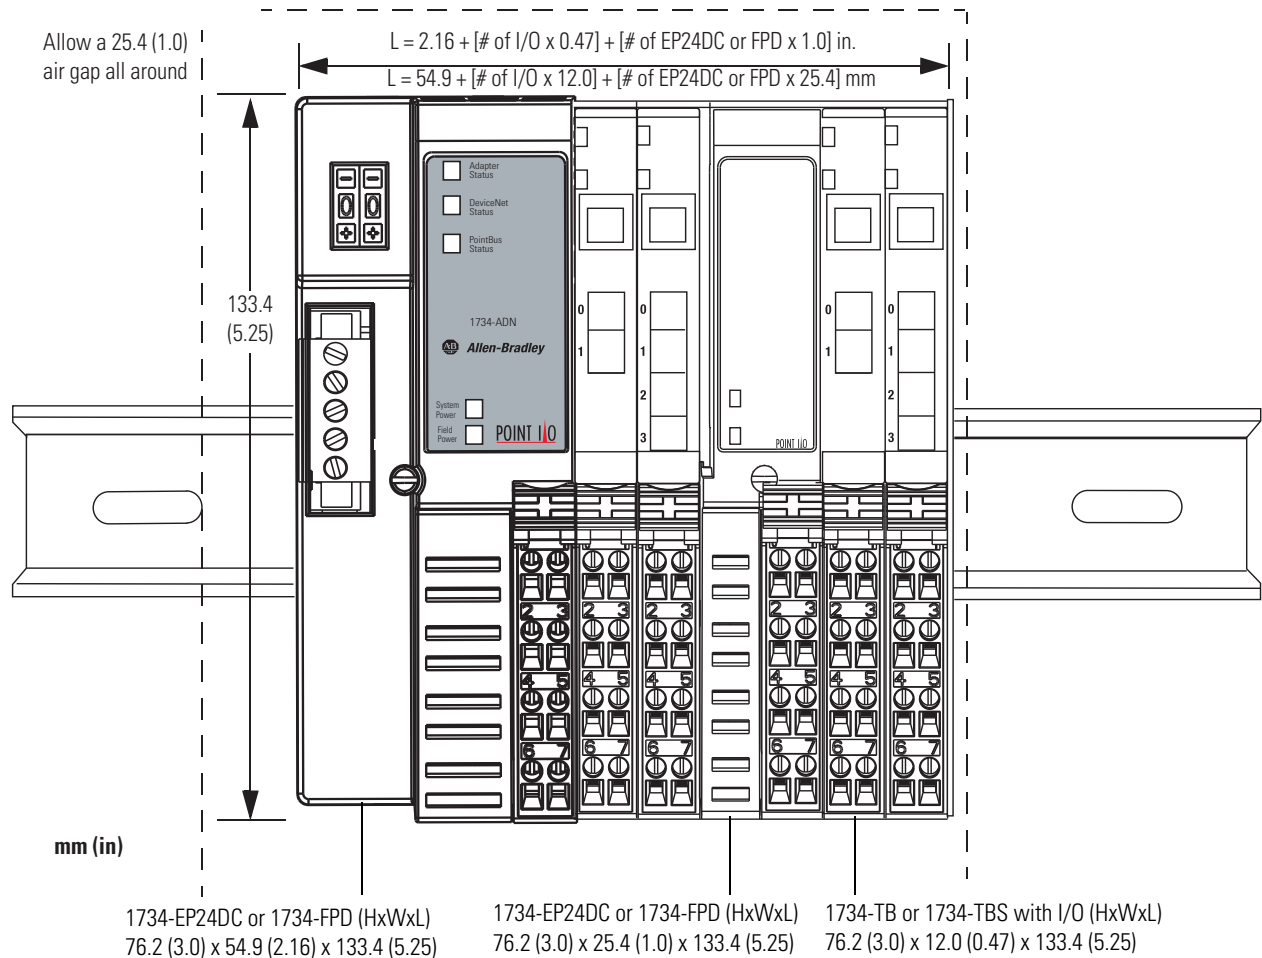 Allow a 25.4 (1.0)
air gap all around
L = 2.16 + [# of I/O x 0.47] + [# of EP24DC or FPD x 1.0] in.
L = 54.9 + [# of I/O x 12.0] + [# of EP24DC or FPD x 25.4] mm
Adapter
Status
DeviceNet
Status
PointBus
Status
0 0
133.4
(5.25)
1734-ADN
AB Allen-Bradley
System
Power
Field
Power
POINT I/O
0
1
0
1
2
3
POINT I/O
0
1
0
1
2
3
2 3 2 3 2 3 2 3 2 3 2 3
4 5 4 5 4 5 4 5 4 5 4 5
6 7 6 7 6 7 6 7 6 7 6 7
mm (in)
1734-EP24DC or 1734-FPD (HxWxL)
76.2 (3.0) x 54.9 (2.16) x 133.4 (5.25)
1734-EP24DC or 1734-FPD (HxWxL)
76.2 (3.0) x 25.4 (1.0) x 133.4 (5.25)
1734-TB or 1734-TBS with I/O (HxWxL)
76.2 (3.0) x 12.0 (0.47) x 133.4 (5.25)